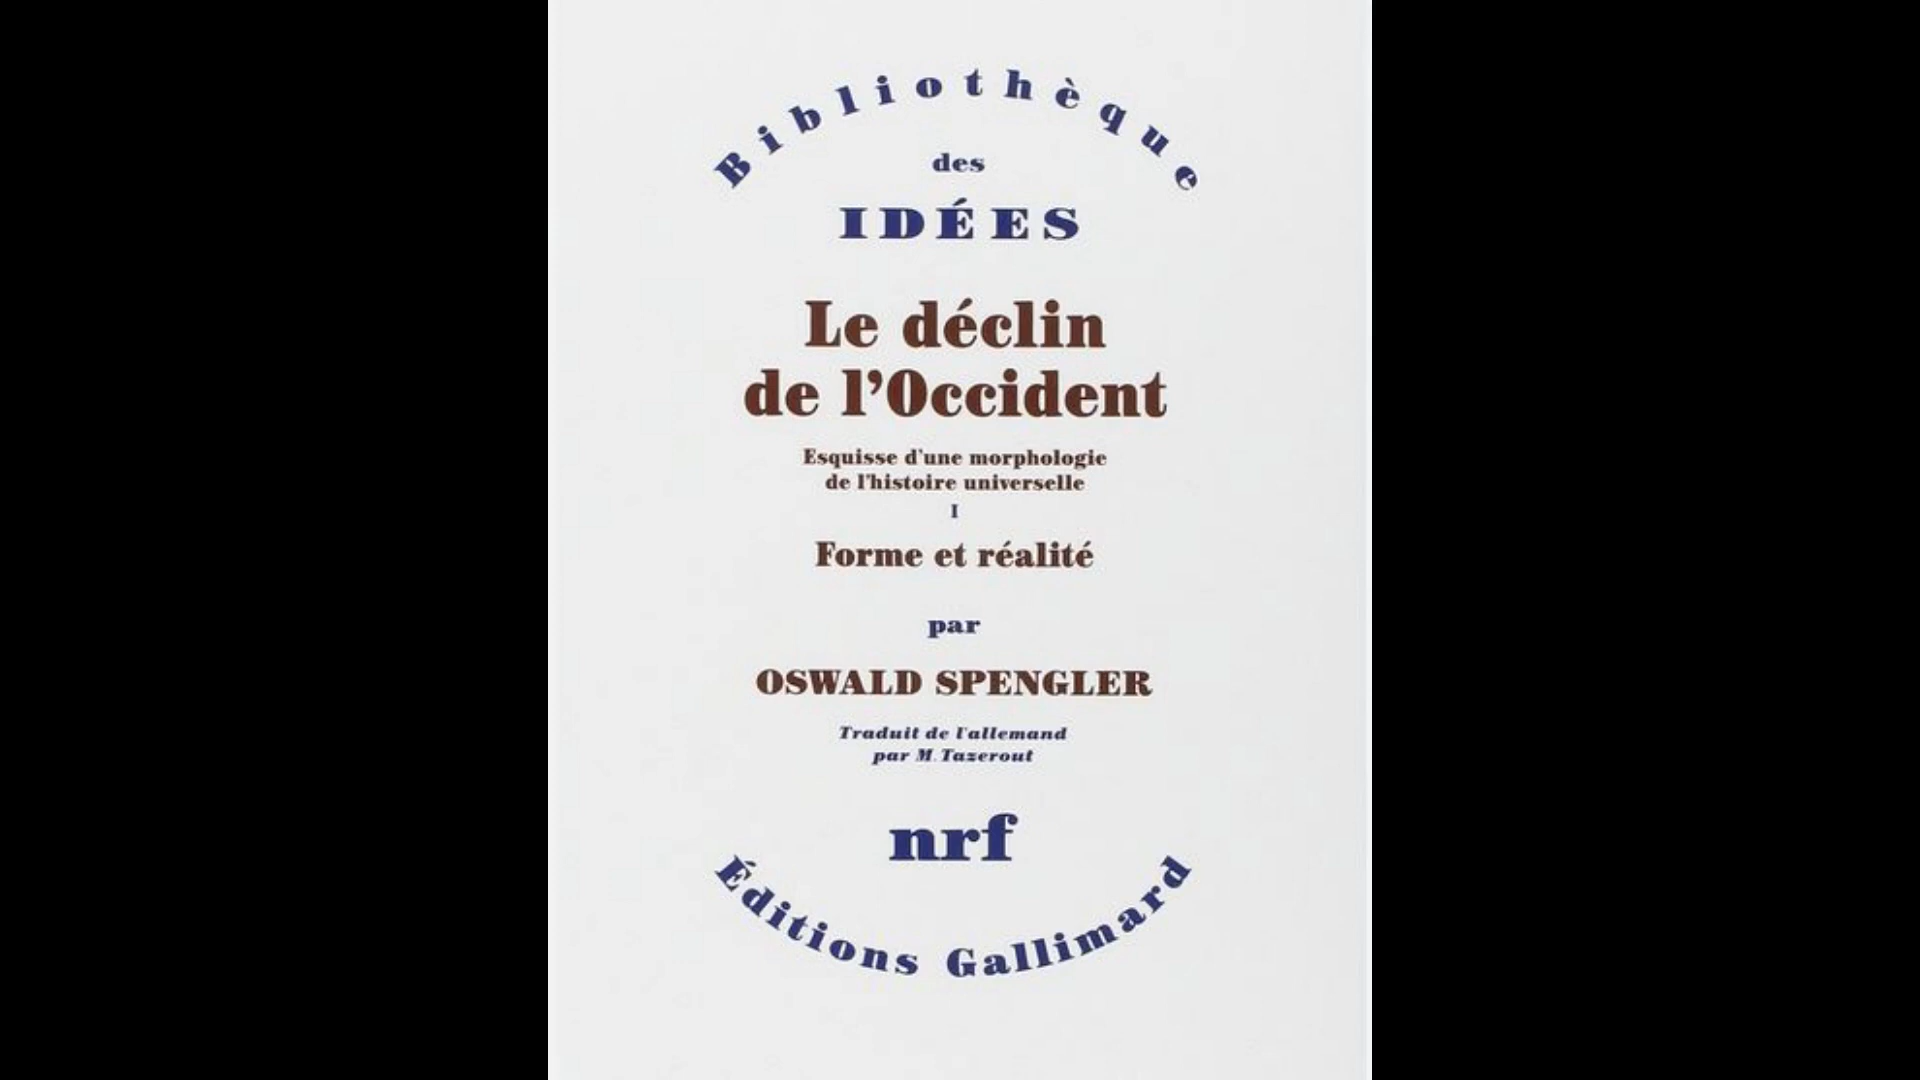 Bibliothèque
des
IDÉES
Le déclin
de l'Occident
Esquisse d'une morphologie
de l'histoire universelle
I
Forme et réalité
par
OSWALD SPENGLER
Traduit de l'allemand
par M. Tazerout
nrf
Éditions Gallimard